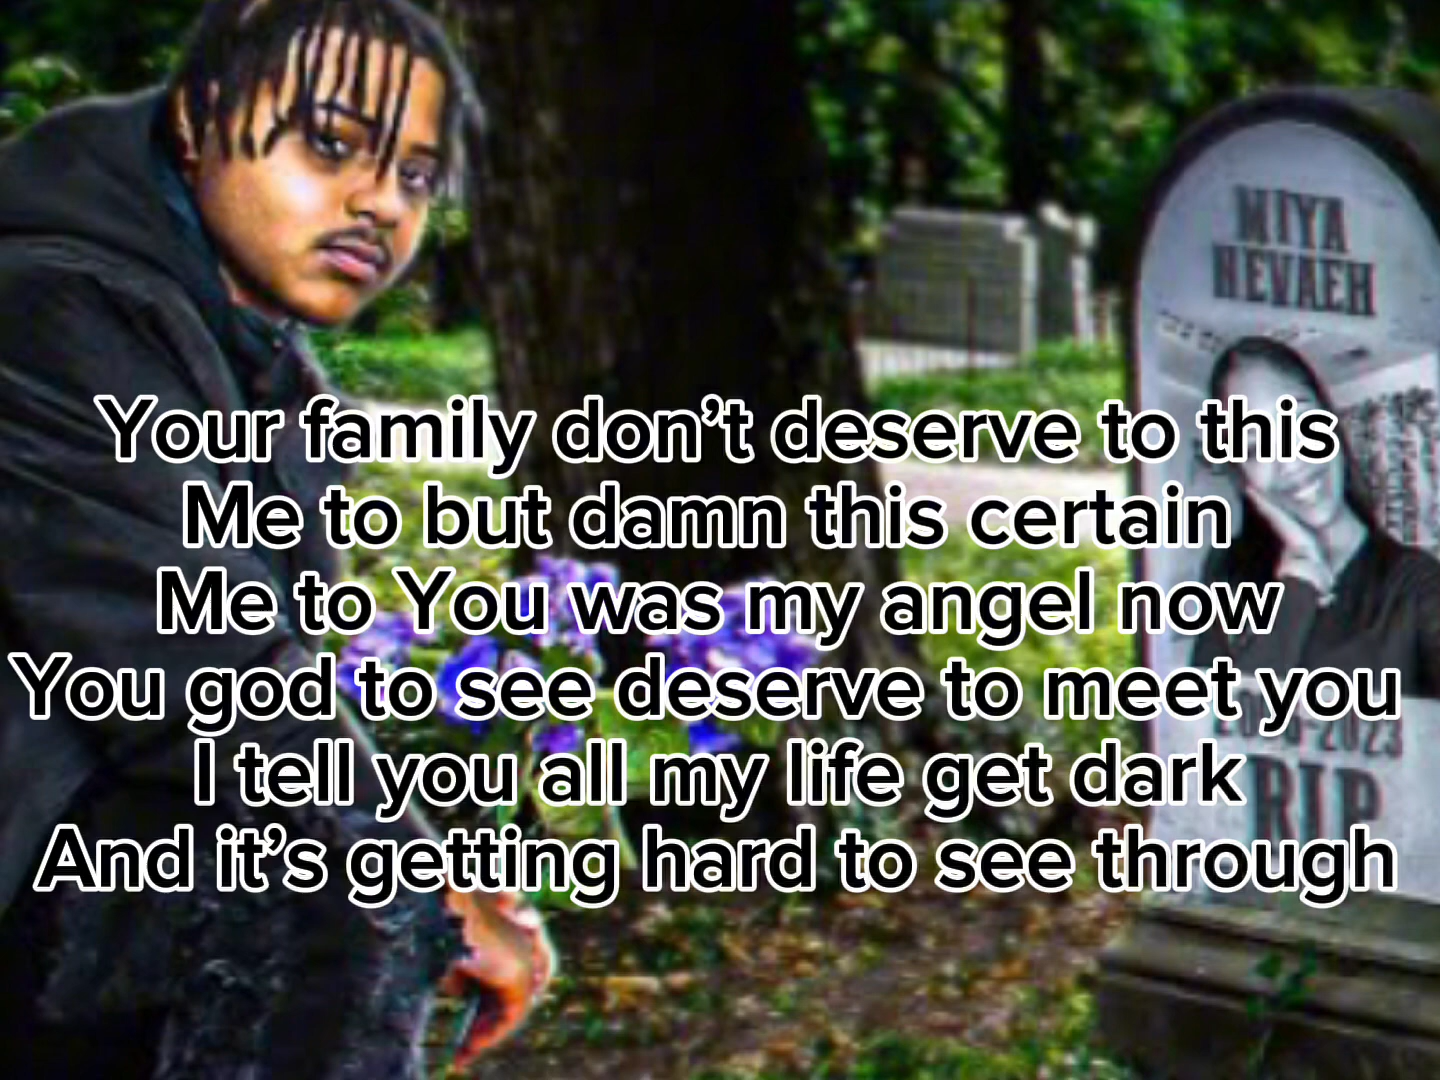 MIYA
HEVAEH
Your family don't deserve to this
Me to but damn this certain
Me to You was my angel now
You god to see deserve to meet you
I tell you all my life get dark
RIP
And it's getting hard to see through